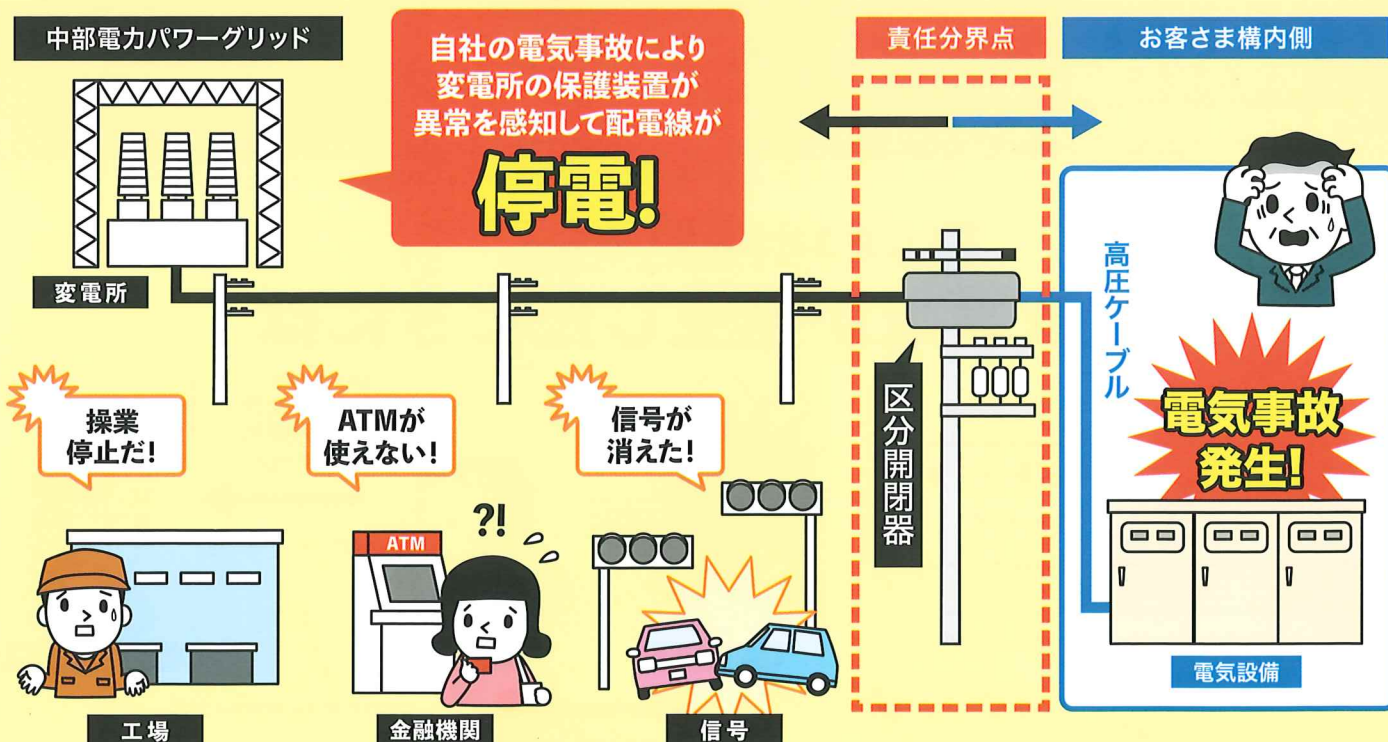 中部電力パワーグリッド
自社の電気事故により
変電所の保護装置が
異常を感知して配電線が
停電!
責任分界点
お客さま構内側
変電所
高圧ケーブル
区分開閉器
操業
停止だ!
ATMが
使えない!
信号が
消えた!
電気事故
発生!
?!
ATM
電気設備
工場
金融機関
信号